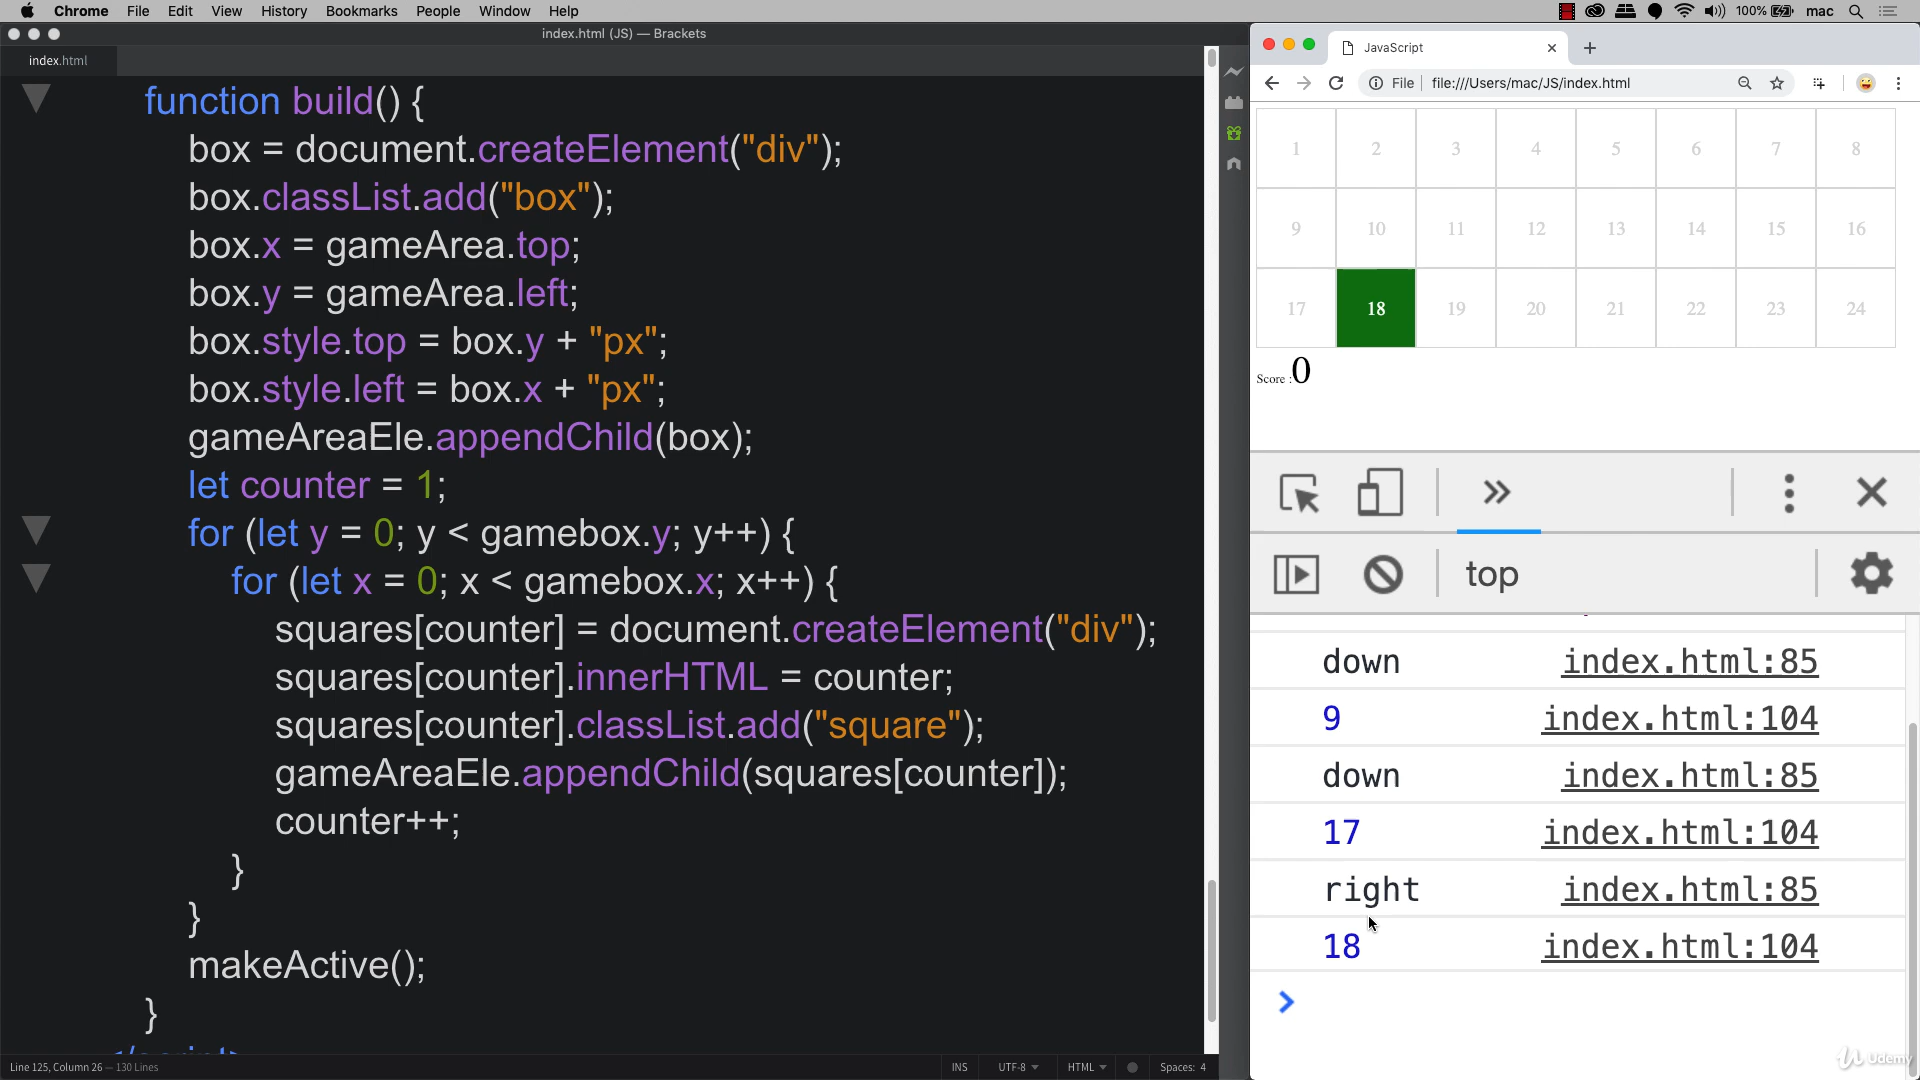 Chrome File Edit View History Bookmarks People Window Help
100% mac
index.html (JS) — Brackets
index.html
function build() {
box = document.createElement("div");
box.classList.add("box");
box.x = gameArea.top;
box.y = gameArea.left;
box.style.top = box.y + "px";
box.style.left = box.x + "px";
gameAreaEle.appendChild(box);
let counter = 1;
for (let y = 0; y < gamebox.y; y++) {
for (let x = 0; x < gamebox.x; x++) {
squares[counter] = document.createElement("div");
squares[counter].innerHTML = counter;
squares[counter].classList.add("square");
gameAreaEle.appendChild(squares[counter]);
counter++;
}
}
makeActive();
}
Line 125, Column 26 — 130 Lines
INS UTF-8 HTML Spaces: 4
JavaScript
File file:///Users/mac/JS/index.html
1 2 3 4 5 6 7 8
9 10 11 12 13 14 15 16
17 18 19 20 21 22 23 24
Score :0
top
down index.html:85
9 index.html:104
down index.html:85
17 index.html:104
right index.html:85
18 index.html:104
Udemy